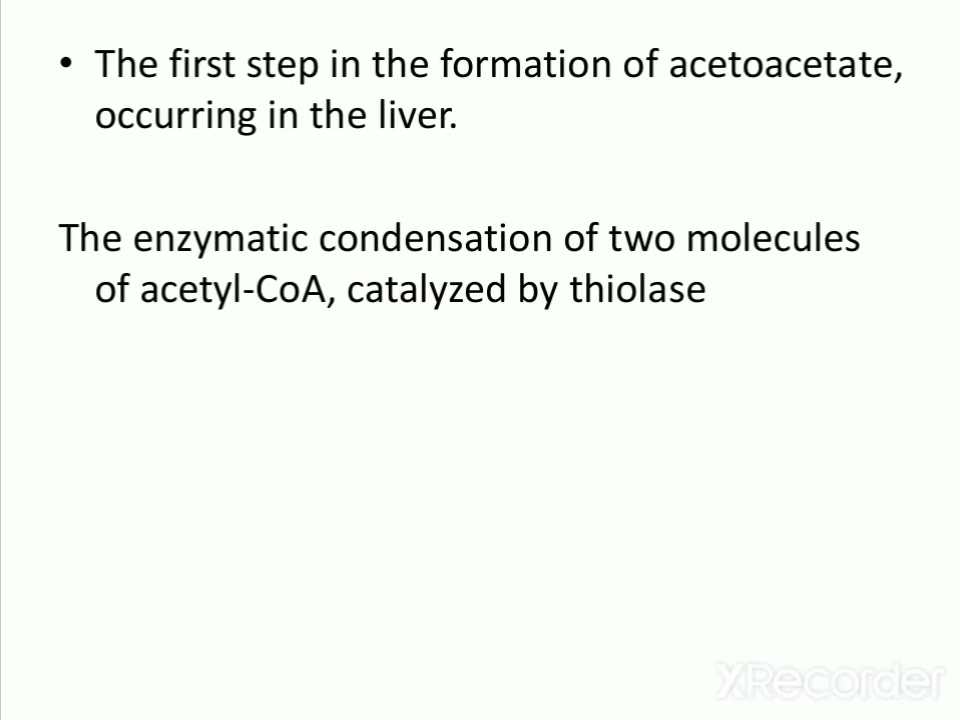 • The first step in the formation of acetoacetate,
occurring in the liver.
The enzymatic condensation of two molecules
of acetyl-CoA, catalyzed by thiolase
XRecorder